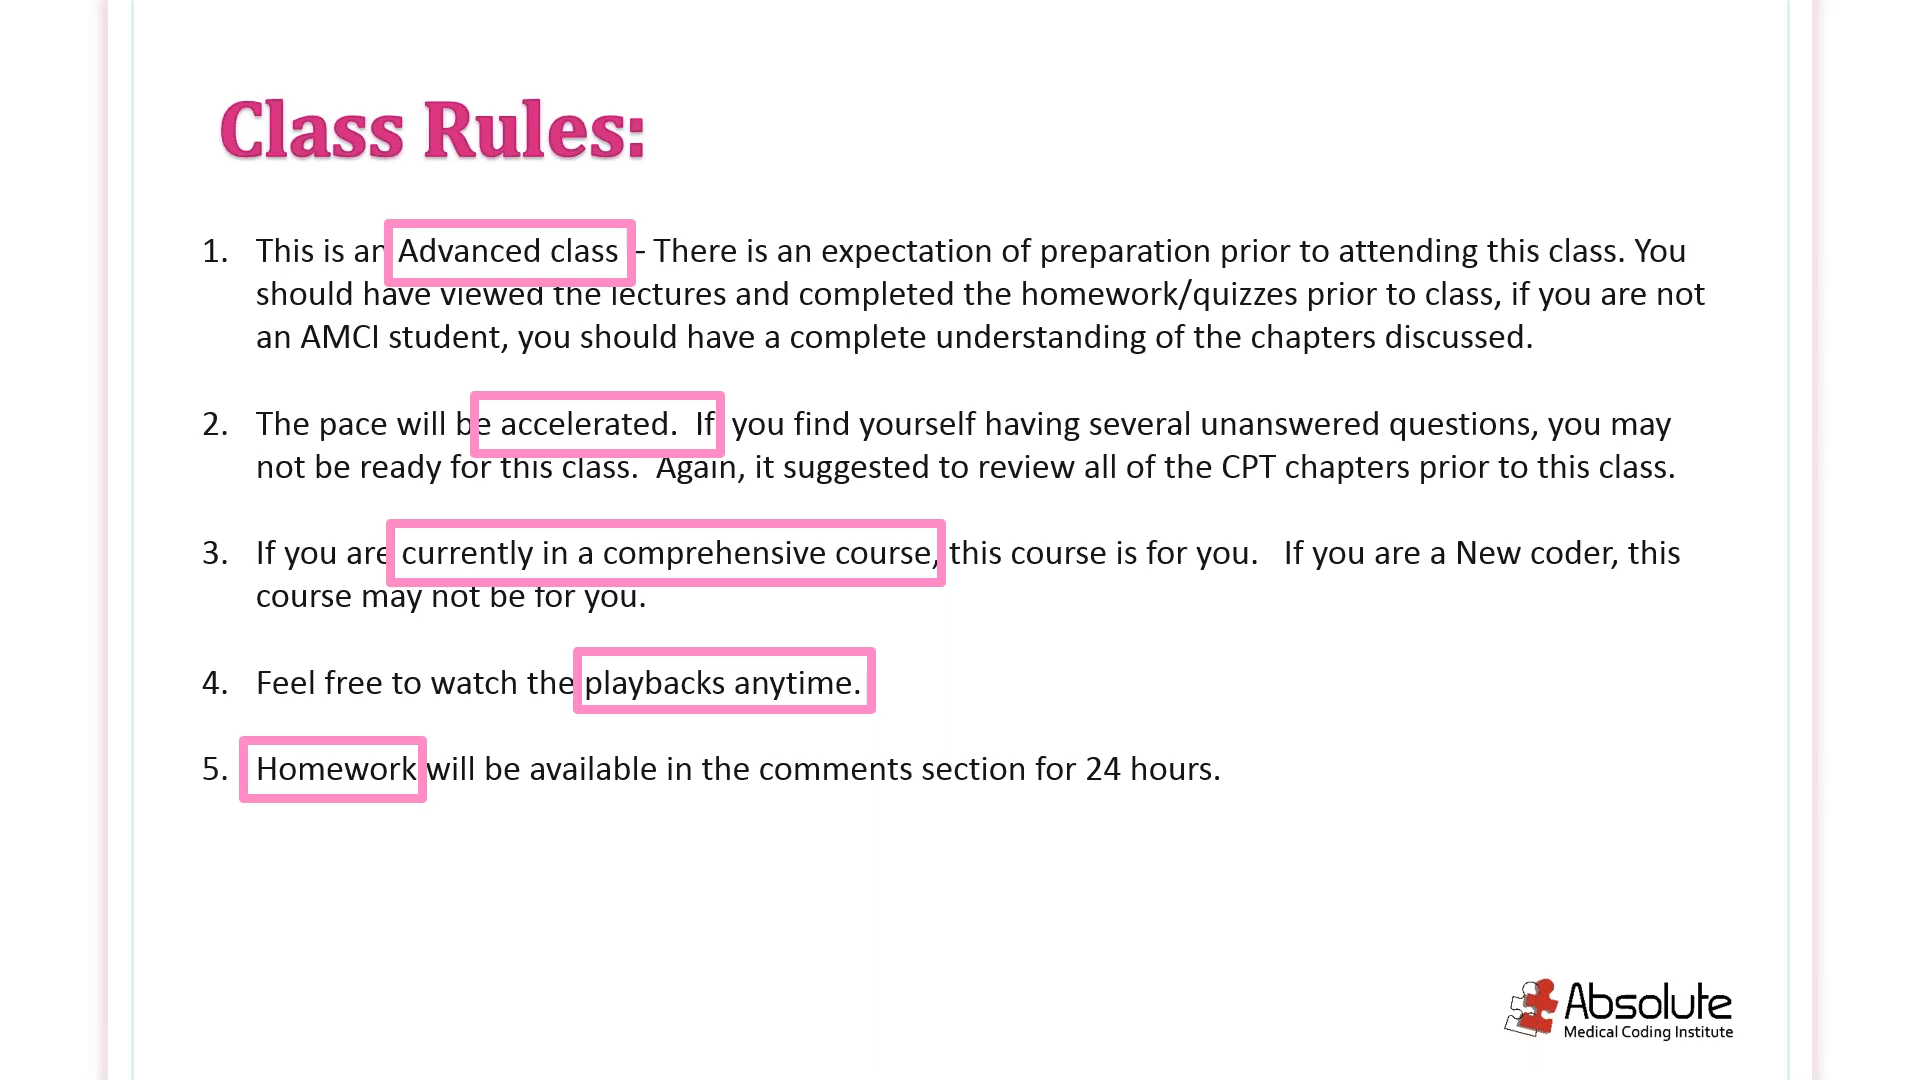 Class Rules:
1. This is an Advanced class - There is an expectation of preparation prior to attending this class. You
should have viewed the lectures and completed the homework/quizzes prior to class, if you are not
an AMCI student, you should have a complete understanding of the chapters discussed.
2. The pace will be accelerated.  If you find yourself having several unanswered questions, you may
not be ready for this class.  Again, it suggested to review all of the CPT chapters prior to this class.
3. If you are currently in a comprehensive course, this course is for you.   If you are a New coder, this
course may not be for you.
4. Feel free to watch the playbacks anytime.
5. Homework will be available in the comments section for 24 hours.
Absolute
Medical Coding Institute